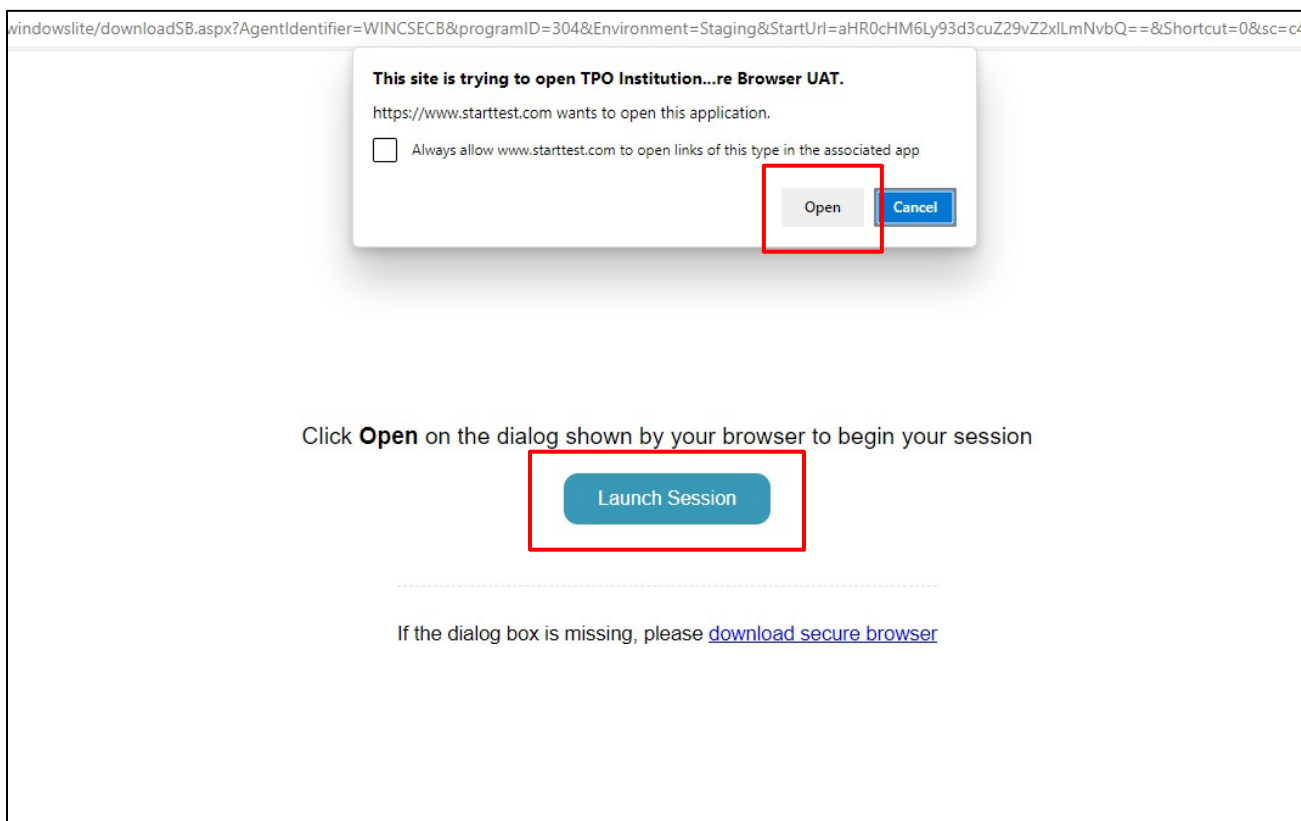 windowslite/downloadSB.aspx?AgentIdentifier=WINCSECB&programID=304&Environment=Staging&StartUrl=aHR0cHM6Ly93d3cuZ29vZ2xlLmNvbQ==&Shortcut=0&sc=c4
This site is trying to open TPO Institution...re Browser UAT.
https://www.starttest.com wants to open this application.
Always allow www.starttest.com to open links of this type in the associated app
Open Cancel
Click Open on the dialog shown by your browser to begin your session
Launch Session
If the dialog box is missing, please download secure browser